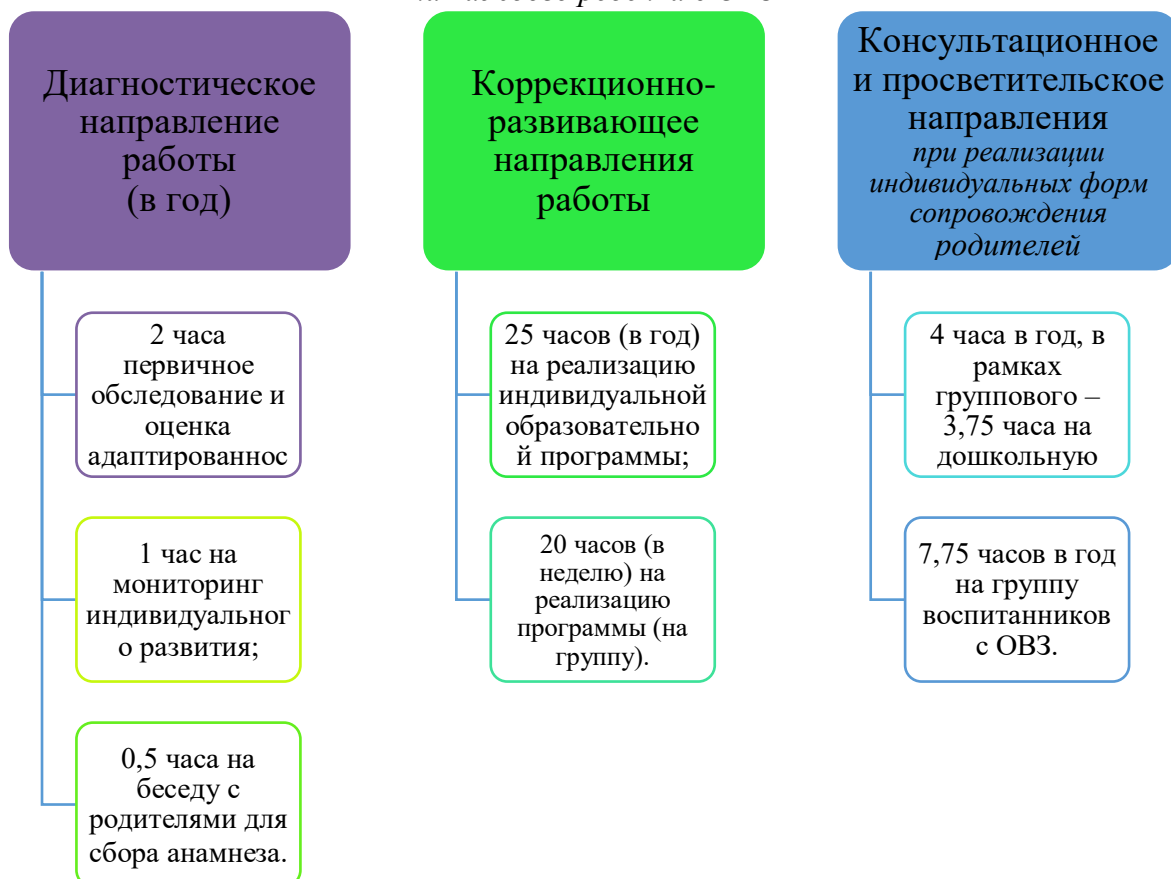 Диагностическое
направление
работы
(в год)
2 часа
первичное
обследование и
оценка
адаптированнос
1 час на
мониторинг
индивидуальног
о развития;
0,5 часа на
беседу с
родителями для
сбора анамнеза.
Коррекционно-
развивающее
направления
работы
25 часов (в год)
на реализацию
индивидуальной
образовательно
й программы;
20 часов (в
неделю) на
реализацию
программы (на
группу).
Консультационное
и просветительское
направления
при реализации
индивидуальных форм
сопровождения
родителей
4 часа в год, в
рамках
группового –
3,75 часа на
дошкольную
7,75 часов в год
на группу
воспитанников
с ОВЗ.